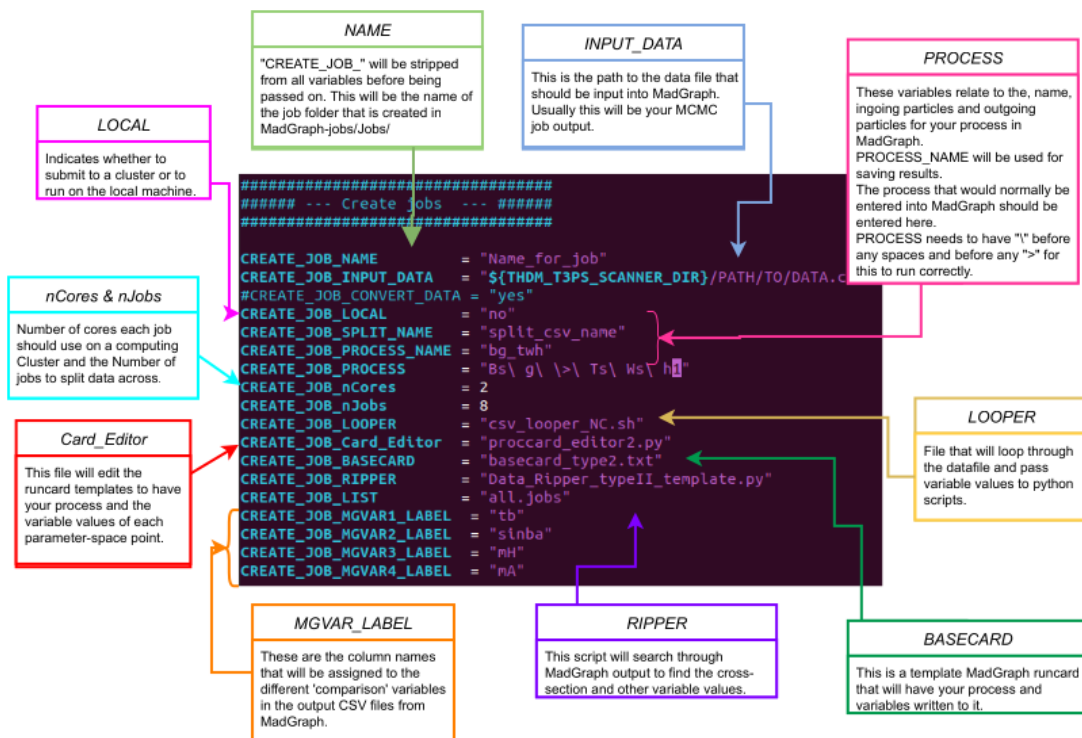 NAME
"CREATE_JOB_" will be stripped
from all variables before being
passed on. This will be the name of
the job folder that is created in
MadGraph-jobs/Jobs/
INPUT_DATA
This is the path to the data file that
should be input into MadGraph.
Usually this will be your MCMC
job output.
PROCESS
These variables relate to the, name,
ingoing particles and outgoing
particles for your process in
MadGraph.
PROCESS_NAME will be used for
saving results.
The process that would normally be
entered into MadGraph should be
entered here.
PROCESS needs to have "\" before
any spaces and before any ">" for
this to run correctly.
LOCAL
Indicates whether to
submit to a cluster or to
run on the local machine.
nCores & nJobs
Number of cores each job
should use on a computing
Cluster and the Number of
jobs to split data across.
Card_Editor
This file will edit the
runcard templates to have
your process and the
variable values of each
parameter-space point.
##################################
###### --- Create jobs --- ######
##################################
CREATE_JOB_NAME = "Name_for_job"
CREATE_JOB_INPUT_DATA = "${THDM_T3PS_SCANNER_DIR}/PATH/TO/DATA.c
#CREATE_JOB_CONVERT_DATA = "yes"
CREATE_JOB_LOCAL = "no"
CREATE_JOB_SPLIT_NAME = "split_csv_name"
CREATE_JOB_PROCESS_NAME = "bg_twh"
CREATE_JOB_PROCESS = "Bs\ g\ \>\ Ts\ Ws\ h1"
CREATE_JOB_nCores = 2
CREATE_JOB_nJobs = 8
CREATE_JOB_LOOPER = "csv_looper_NC.sh"
CREATE_JOB_Card_Editor = "proccard_editor2.py"
CREATE_JOB_BASECARD = "basecard_type2.txt"
CREATE_JOB_RIPPER = "Data_Ripper_typeII_template.py"
CREATE_JOB_LIST = "all.jobs"
CREATE_JOB_MGVAR1_LABEL = "tb"
CREATE_JOB_MGVAR2_LABEL = "sinba"
CREATE_JOB_MGVAR3_LABEL = "mH"
CREATE_JOB_MGVAR4_LABEL = "mA"
LOOPER
File that will loop through
the datafile and pass
variable values to python
scripts.
MGVAR_LABEL
These are the column names
that will be assigned to the
different 'comparison' variables
in the output CSV files from
MadGraph.
RIPPER
This script will search through
MadGraph output to find the cross-
section and other variable values.
BASECARD
This is a template MadGraph runcard
that will have your process and
variables written to it.